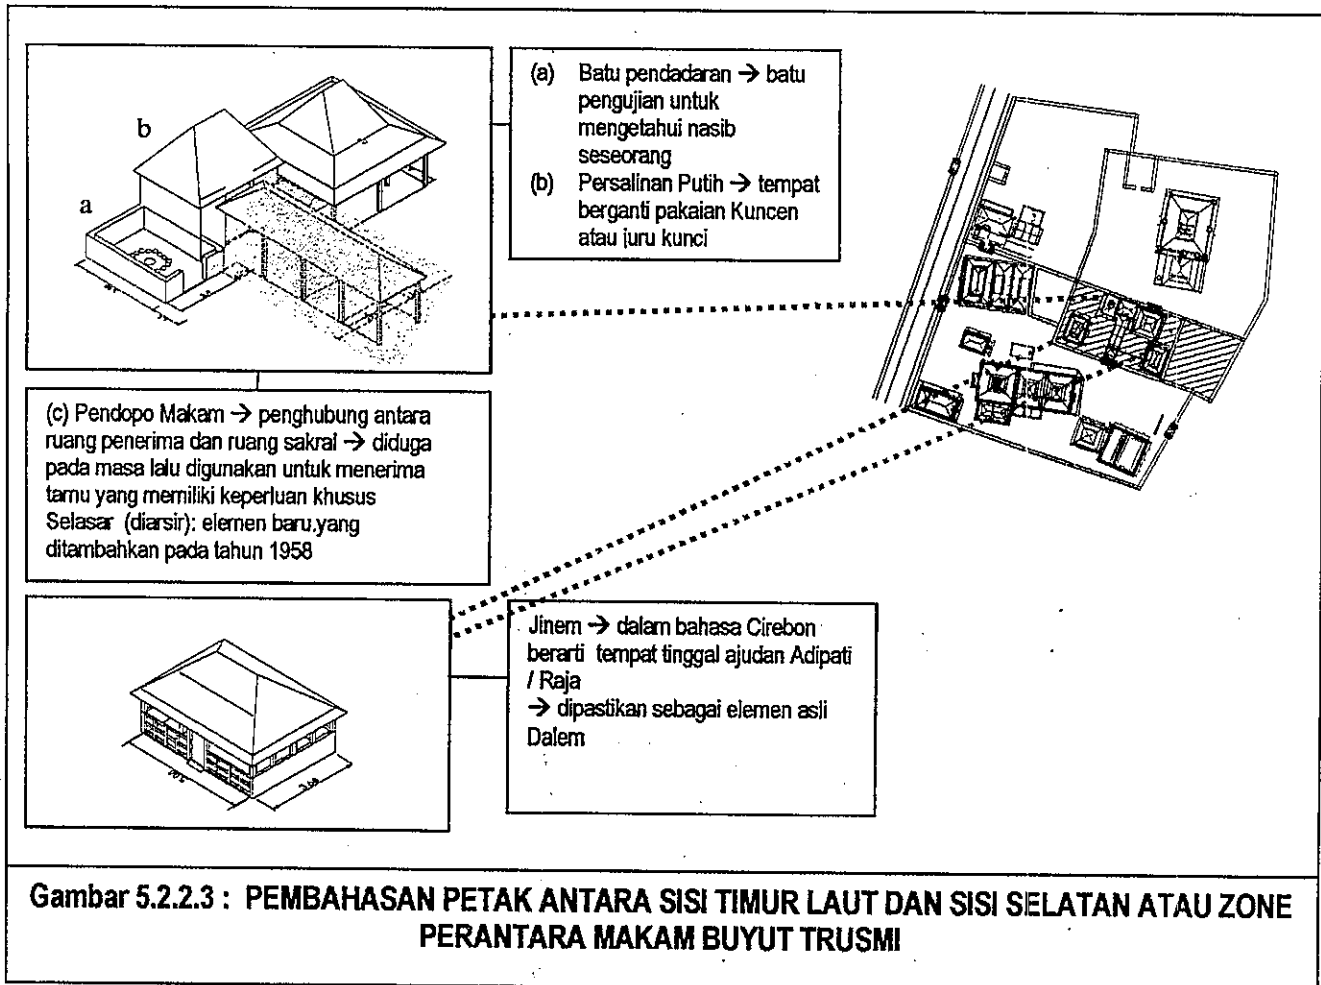 b
a
(a) Batu pendadaran → batu
pengujian untuk
mengetahui nasib
seseorang
(b) Persalinan Putih → tempat
berganti pakaian Kuncen
atau juru kunci
(c) Pendopo Makam → penghubung antara
ruang penerima dan ruang sakral → diduga
pada masa lalu digunakan untuk menerima
tamu yang memiliki keperluan khusus
Selasar (diarsir): elemen baru.yang
ditambahkan pada tahun 1958
Jinem → dalam bahasa Cirebon
berarti tempat tinggal ajudan Adipati
/ Raja
→ dipastikan sebagai elemen asli
Dalem
Gambar 5.2.2.3 : PEMBAHASAN PETAK ANTARA SISI TIMUR LAUT DAN SISI SELATAN ATAU ZONE
PERANTARA MAKAM BUYUT TRUSMI